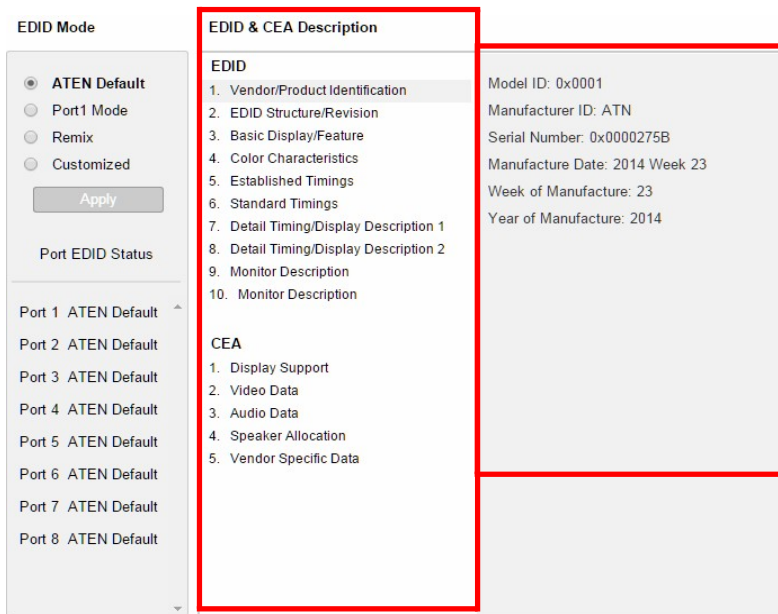 EDID Mode
ATEN Default
Port1 Mode
Remix
Customized
Apply
Port EDID Status
Port 1 ATEN Default
Port 2 ATEN Default
Port 3 ATEN Default
Port 4 ATEN Default
Port 5 ATEN Default
Port 6 ATEN Default
Port 7 ATEN Default
Port 8 ATEN Default
EDID & CEA Description
EDID
1. Vendor/Product Identification
2. EDID Structure/Revision
3. Basic Display/Feature
4. Color Characteristics
5. Established Timings
6. Standard Timings
7. Detail Timing/Display Description 1
8. Detail Timing/Display Description 2
9. Monitor Description
10. Monitor Description
CEA
1. Display Support
2. Video Data
3. Audio Data
4. Speaker Allocation
5. Vendor Specific Data
Model ID: 0x0001
Manufacturer ID: ATN
Serial Number: 0x0000275B
Manufacture Date: 2014 Week 23
Week of Manufacture: 23
Year of Manufacture: 2014